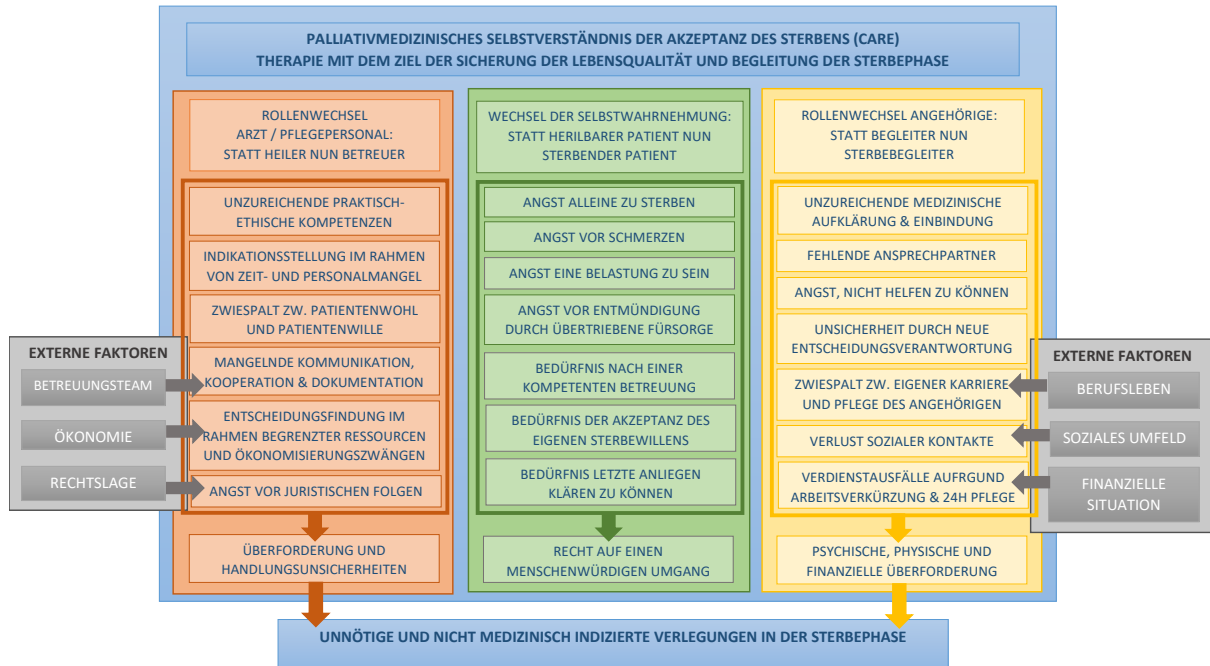 PALLIATIVMEDIZINISCHES SELBSTVERSTÄNDNIS DER AKZEPTANZ DES STERBENS (CARE)
THERAPIE MIT DEM ZIEL DER SICHERUNG DER LEBENSQUALITÄT UND BEGLEITUNG DER STERBEPHASE
ROLLENWECHSEL
ARZT / PFLEGEPERSONAL:
STATT HEILER NUN BETREUER
UNZUREICHENDE PRAKTISCH-
ETHISCHE KOMPETENZEN
INDIKATIONSSTELLUNG IM RAHMEN
VON ZEIT- UND PERSONALMANGEL
ZWIESPALT ZW. PATIENTENWOHL
UND PATIENTENWILLE
MANGELNDE KOMMUNIKATION,
KOOPERATION & DOKUMENTATION
ENTSCHEIDUNGSFINDUNG IM
RAHMEN BEGRENZTER RESSOURCEN
UND ÖKONOMISIERUNGSZWÄNGEN
ANGST VOR JURISTISCHEN FOLGEN
ÜBERFORDERUNG UND
HANDLUNGSUNSICHERHEITEN
WECHSEL DER SELBSTWAHRNEHMUNG:
STATT HERILBARER PATIENT NUN
STERBENDER PATIENT
ANGST ALLEINE ZU STERBEN
ANGST VOR SCHMERZEN
ANGST EINE BELASTUNG ZU SEIN
ANGST VOR ENTMÜNDIGUNG
DURCH ÜBERTRIEBENE FÜRSORGE
BEDÜRFNIS NACH EINER
KOMPETENTEN BETREUUNG
BEDÜRFNIS DER AKZEPTANZ DES
EIGENEN STERBEWILLENS
BEDÜRFNIS LETZTE ANLIEGEN
KLÄREN ZU KÖNNEN
RECHT AUF EINEN
MENSCHENWÜRDIGEN UMGANG
ROLLENWECHSEL ANGEHÖRIGE:
STATT BEGLEITER NUN
STERBEBEGLEITER
UNZUREICHENDE MEDIZINISCHE
AUFKLÄRUNG & EINBINDUNG
FEHLENDE ANSPRECHPARTNER
ANGST, NICHT HELFEN ZU KÖNNEN
UNSICHERHEIT DURCH NEUE
ENTSCHEIDUNGSVERANTWORTUNG
ZWIESPALT ZW. EIGENER KARRIERE
UND PFLEGE DES ANGEHÖRIGEN
VERLUST SOZIALER KONTAKTE
VERDIENSTAUSFÄLLE AUFRGUND
ARBEITSVERKÜRZUNG & 24H PFLEGE
PSYCHISCHE, PHYSISCHE UND
FINANZIELLE ÜBERFORDERUNG
EXTERNE FAKTOREN
BETREUUNGSTEAM
ÖKONOMIE
RECHTSLAGE
EXTERNE FAKTOREN
BERUFSLEBEN
SOZIALES UMFELD
FINANZIELLE
SITUATION
UNNÖTIGE UND NICHT MEDIZINISCH INDIZIERTE VERLEGUNGEN IN DER STERBEPHASE